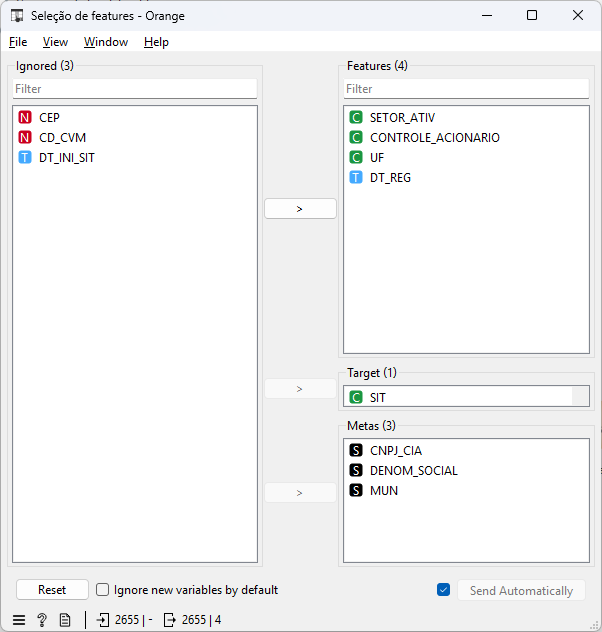 Seleção de features - Orange
File View Window Help
Ignored (3)
Filter
N CEP
N CD_CVM
T DT_INI_SIT
>
>
>
Features (4)
Filter
C SETOR_ATIV
C CONTROLE_ACIONARIO
C UF
T DT_REG
Target (1)
C SIT
Metas (3)
S CNPJ_CIA
S DENOM_SOCIAL
S MUN
Reset Ignore new variables by default Send Automatically
? 2655 | - 2655 | 4